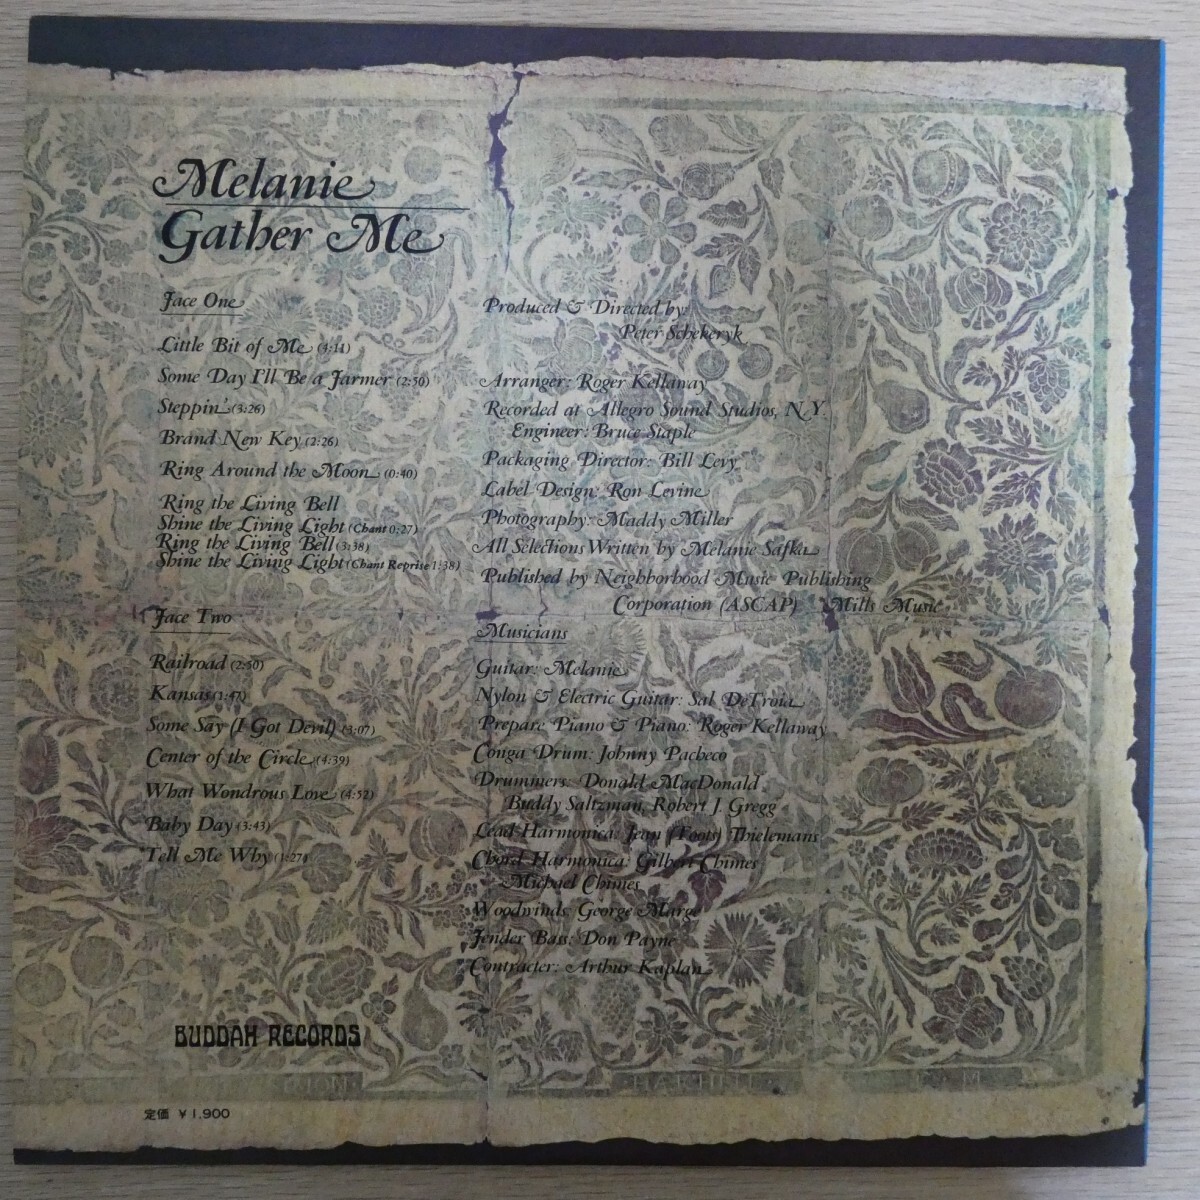 Melanie
Gather Me
Face One
Little Bit of Me (3:11)
Some Day I'll Be a Farmer (2:50)
Steppin' (3:26)
Brand New Key (2:26)
Ring Around the Moon (0:40)
Ring the Living Bell
Shine the Living Light (Chant 0:27)
Ring the Living Bell (3:38)
Shine the Living Light (Chant Reprise 1:38)
Face Two
Railroad (2:50)
Kansas (1:47)
Some Say (I Got Devil) (3:07)
Center of the Circle (4:39)
What Wondrous Love (4:52)
Baby Day (3:43)
Tell Me Why (1:27)
BUDDAH RECORDS
定価 ¥1,900
Produced & Directed by
Peter Schekeryk
Arranger: Roger Kellaway
Recorded at Allegro Sound Studios, N.Y.
Engineer: Bruce Staple
Packaging Director: Bill Levy
Label Design: Ron Levine
Photography: Maddy Miller
All Selections Written by Melanie Safka
Published by Neighborhood Music Publishing
Corporation (ASCAP) Mills Music
Musicians
Guitar: Melanie
Nylon & Electric Guitar: Sal DeTroia
Prepare Piano & Piano: Roger Kellaway
Conga Drum: Johnny Pacheco
Drummers: Donald MacDonald
Buddy Saltzman, Robert J. Gregg
Lead Harmonica: Jean (Toots) Thielemans
Chord Harmonica: Gilbert Chimes
Michael Chimes
Woodwinds: George Marge
Fender Bass: Don Payne
Contracter: Arthur Kaplan